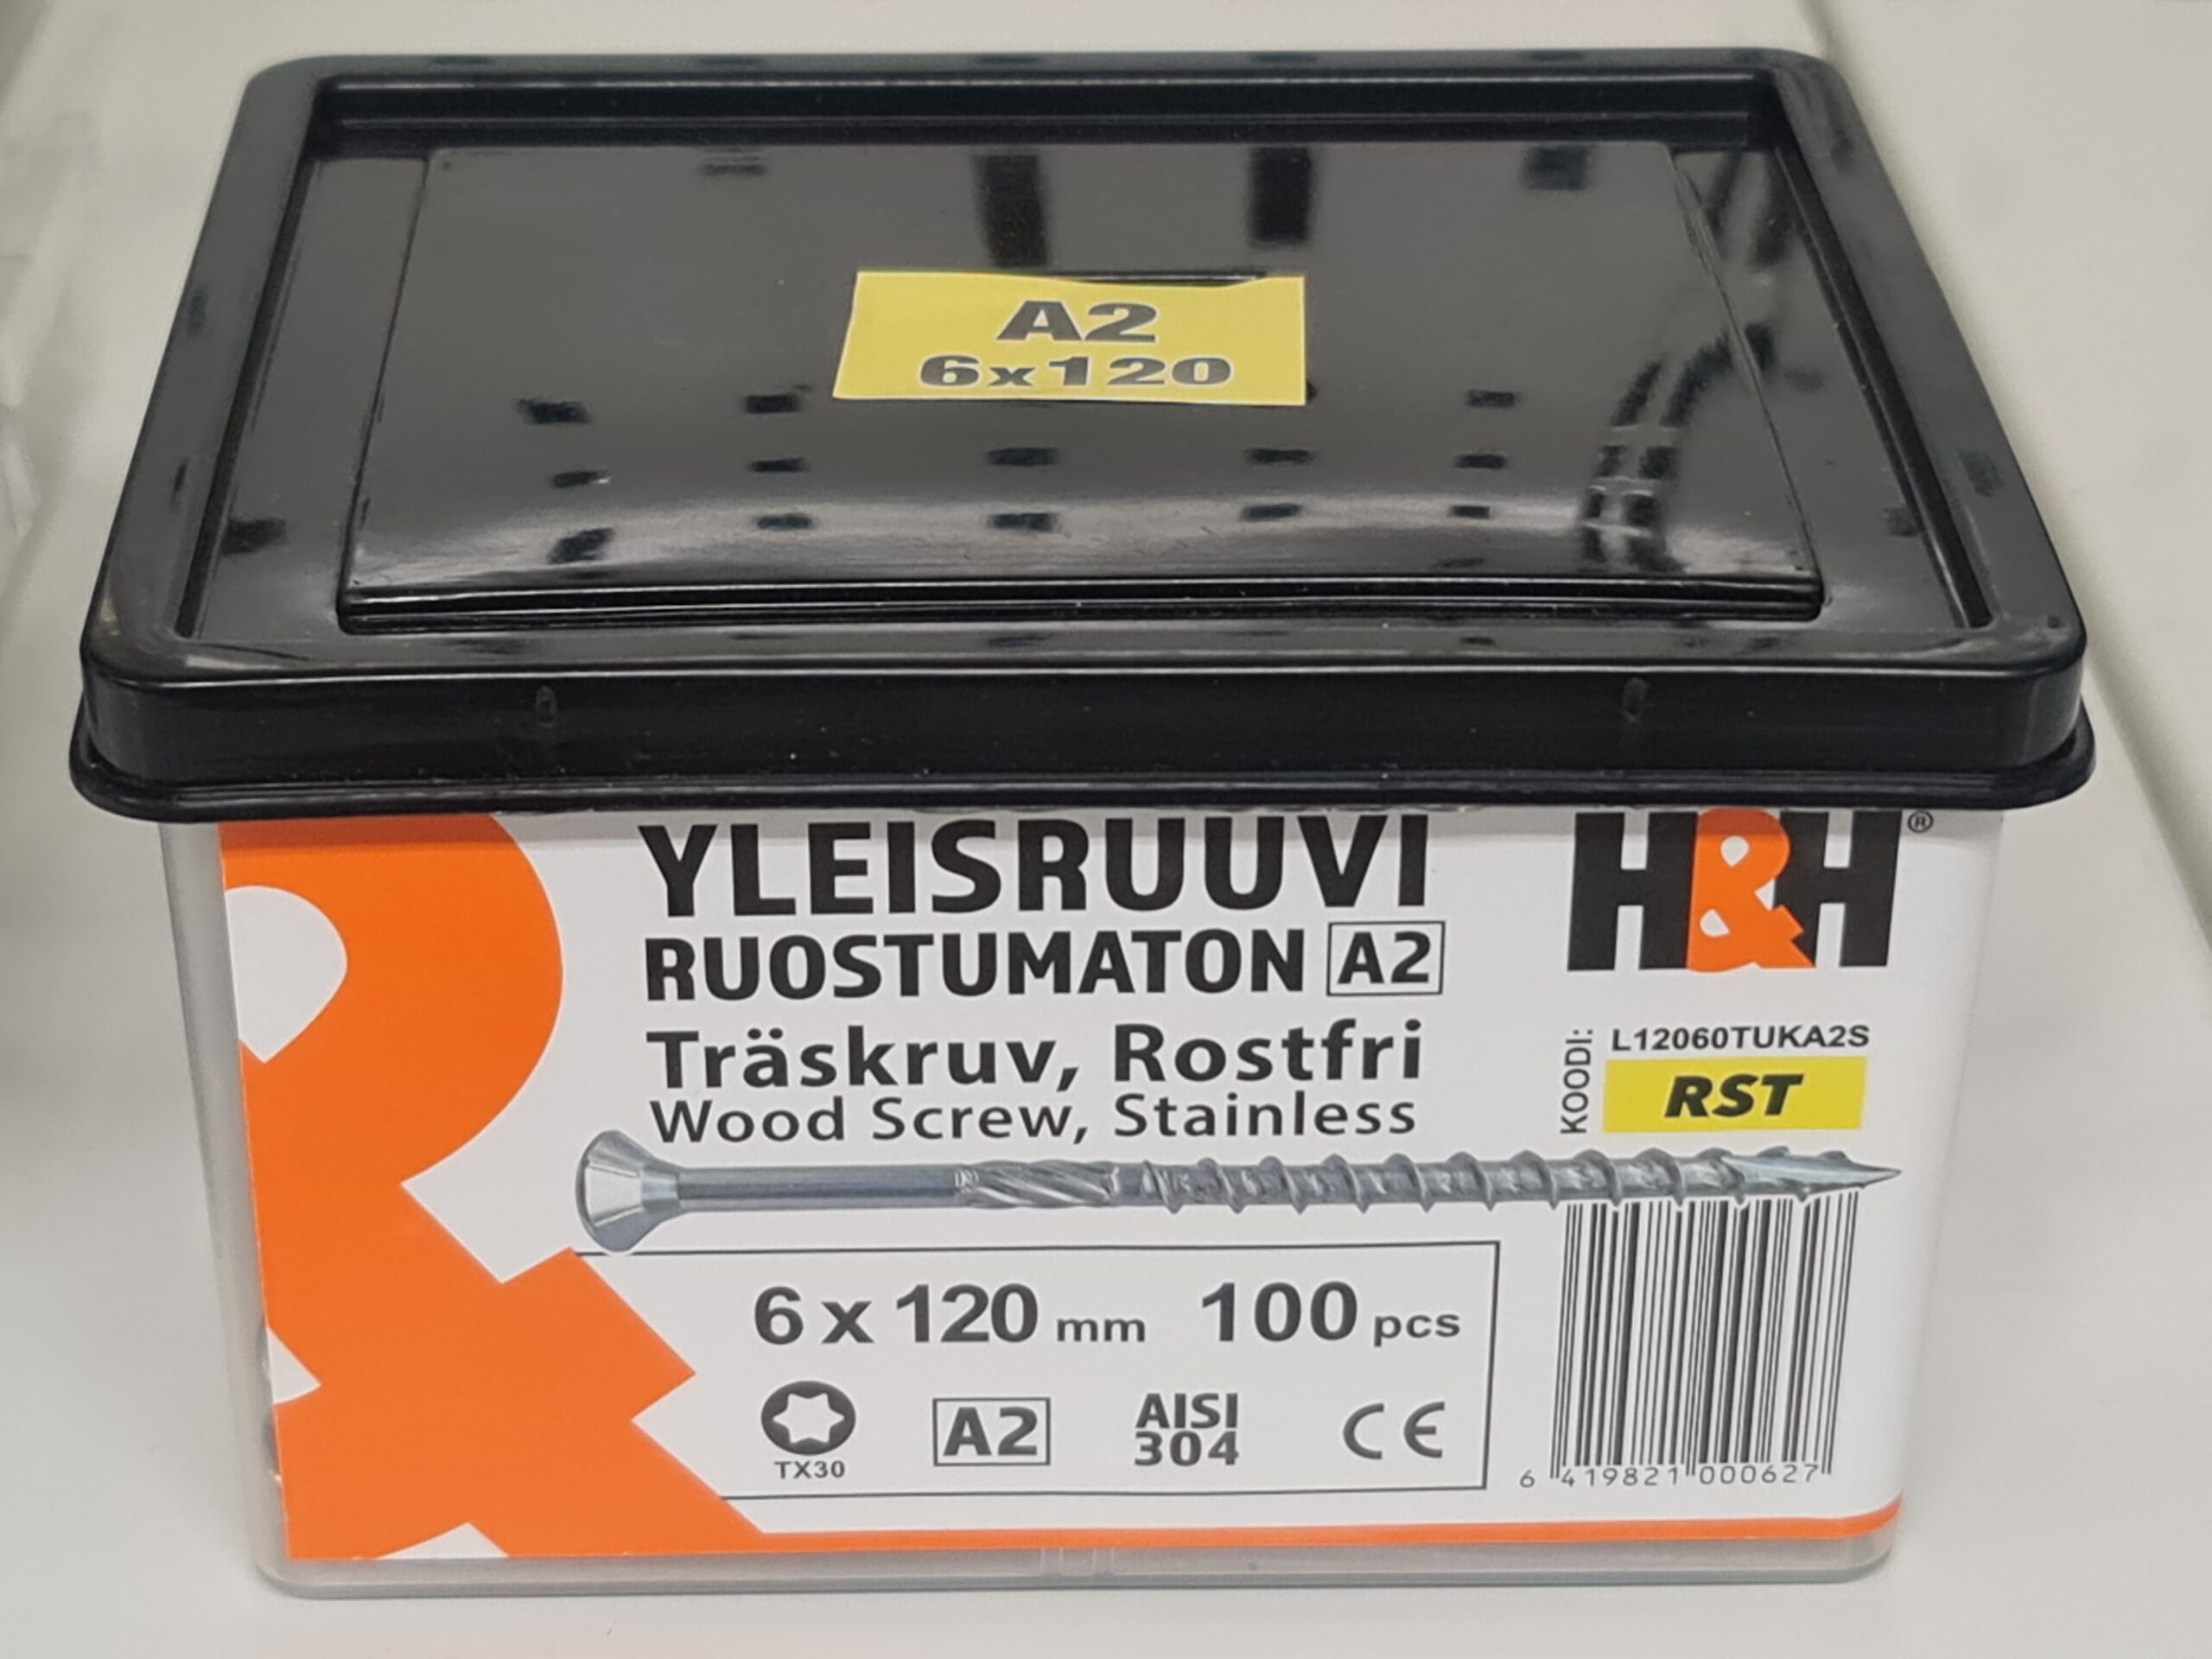 A2
6x120
YLEISRUUVI
RUOSTUMATON A2
Träskruv, Rostfri
Wood Screw, Stainless
H&H®
KOODI: L12060TUKA2S
RST
6 x 120 mm 100 pcs
TX30
A2
AISI
304
CE
6 419821 000627